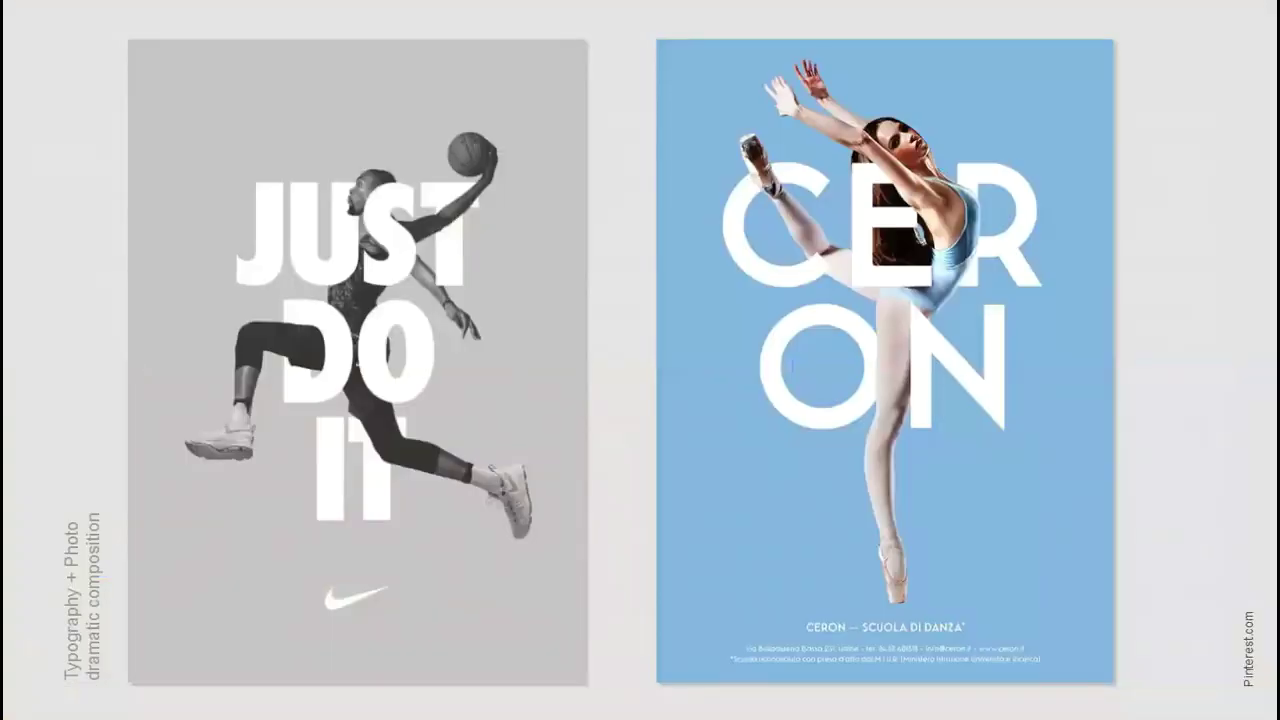 JUST
DO
IT
CER
ON
CERON — SCUOLA DI DANZA*
Typography + Photo
dramatic composition
Pinterest.com